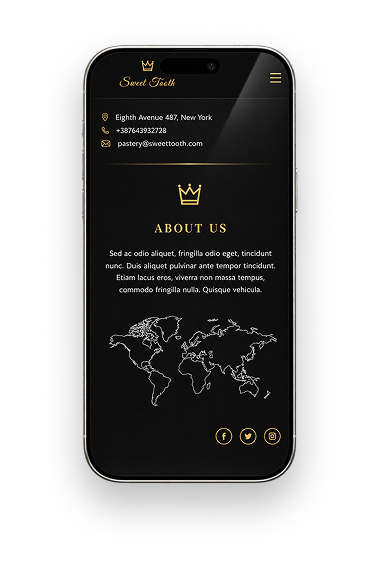 Sweet Tooth
Eighth Avenue 487, New York
+387643932728
pastery@sweettooth.com
ABOUT US
Sed ac odio aliquet, fringilla odio eget, tincidunt
nunc. Duis aliquet pulvinar ante tempor tincidunt.
Etiam lacus eros, viverra non massa tempus,
commodo fringilla nulla. Quisque vehicula.